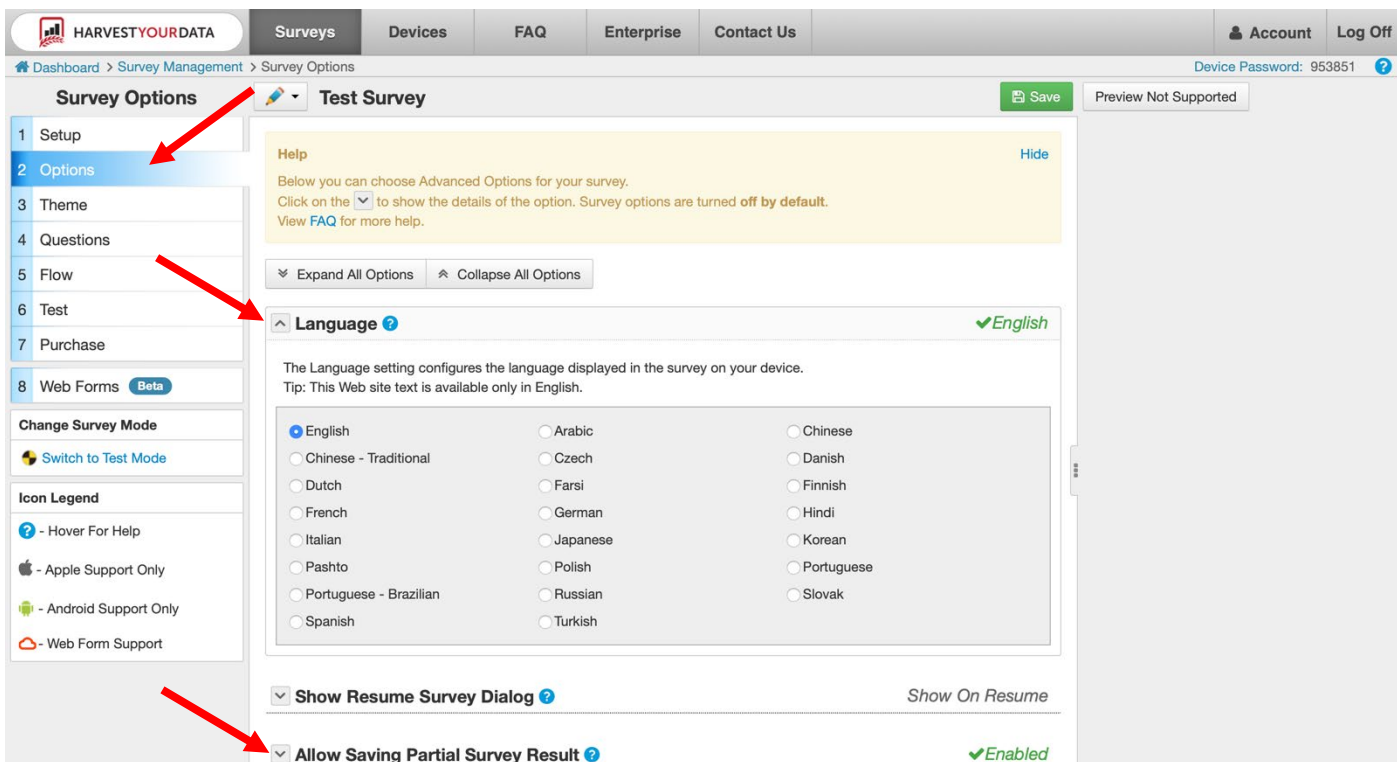 HARVESTYOURDATA Surveys Devices FAQ Enterprise Contact Us Account Log Off
Dashboard > Survey Management > Survey Options Device Password: 953851 ?
Survey Options Test Survey Save Preview Not Supported
1 Setup
2 Options
3 Theme
4 Questions
5 Flow
6 Test
7 Purchase
8 Web Forms Beta
Change Survey Mode
Switch to Test Mode
Icon Legend
? - Hover For Help
- Apple Support Only
- Android Support Only
- Web Form Support
Help Hide
Below you can choose Advanced Options for your survey.
Click on the to show the details of the option. Survey options are turned off by default.
View FAQ for more help.
Expand All Options Collapse All Options
Language ? English
The Language setting configures the language displayed in the survey on your device.
Tip: This Web site text is available only in English.
English Arabic Chinese
Chinese - Traditional Czech Danish
Dutch Farsi Finnish
French German Hindi
Italian Japanese Korean
Pashto Polish Portuguese
Portuguese - Brazilian Russian Slovak
Spanish Turkish
Show Resume Survey Dialog ? Show On Resume
Allow Saving Partial Survey Result ? Enabled